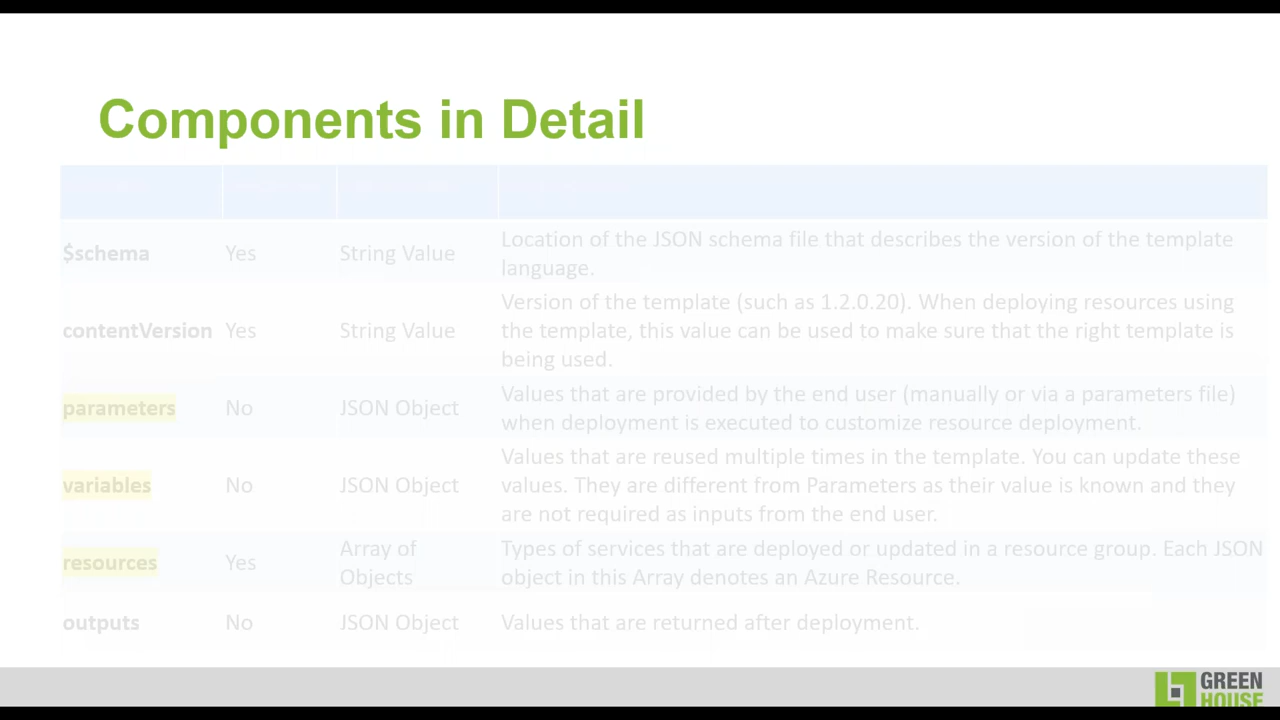 Components in Detail
$schema Yes String Value Location of the JSON schema file that describes the version of the template
language.
contentVersion Yes String Value Version of the template (such as 1.2.0.20). When deploying resources using
the template, this value can be used to make sure that the right template is
being used.
parameters No JSON Object Values that are provided by the end user (manually or via a parameters file)
when deployment is executed to customize resource deployment.
variables No JSON Object Values that are reused multiple times in the template. You can update these
values. They are different from Parameters as their value is known and they
are not required as inputs from the end user.
resources Yes Array of Objects Types of services that are deployed or updated in a resource group. Each JSON
object in this Array denotes an Azure Resource.
outputs No JSON Object Values that are returned after deployment.
GREEN
HOUSE